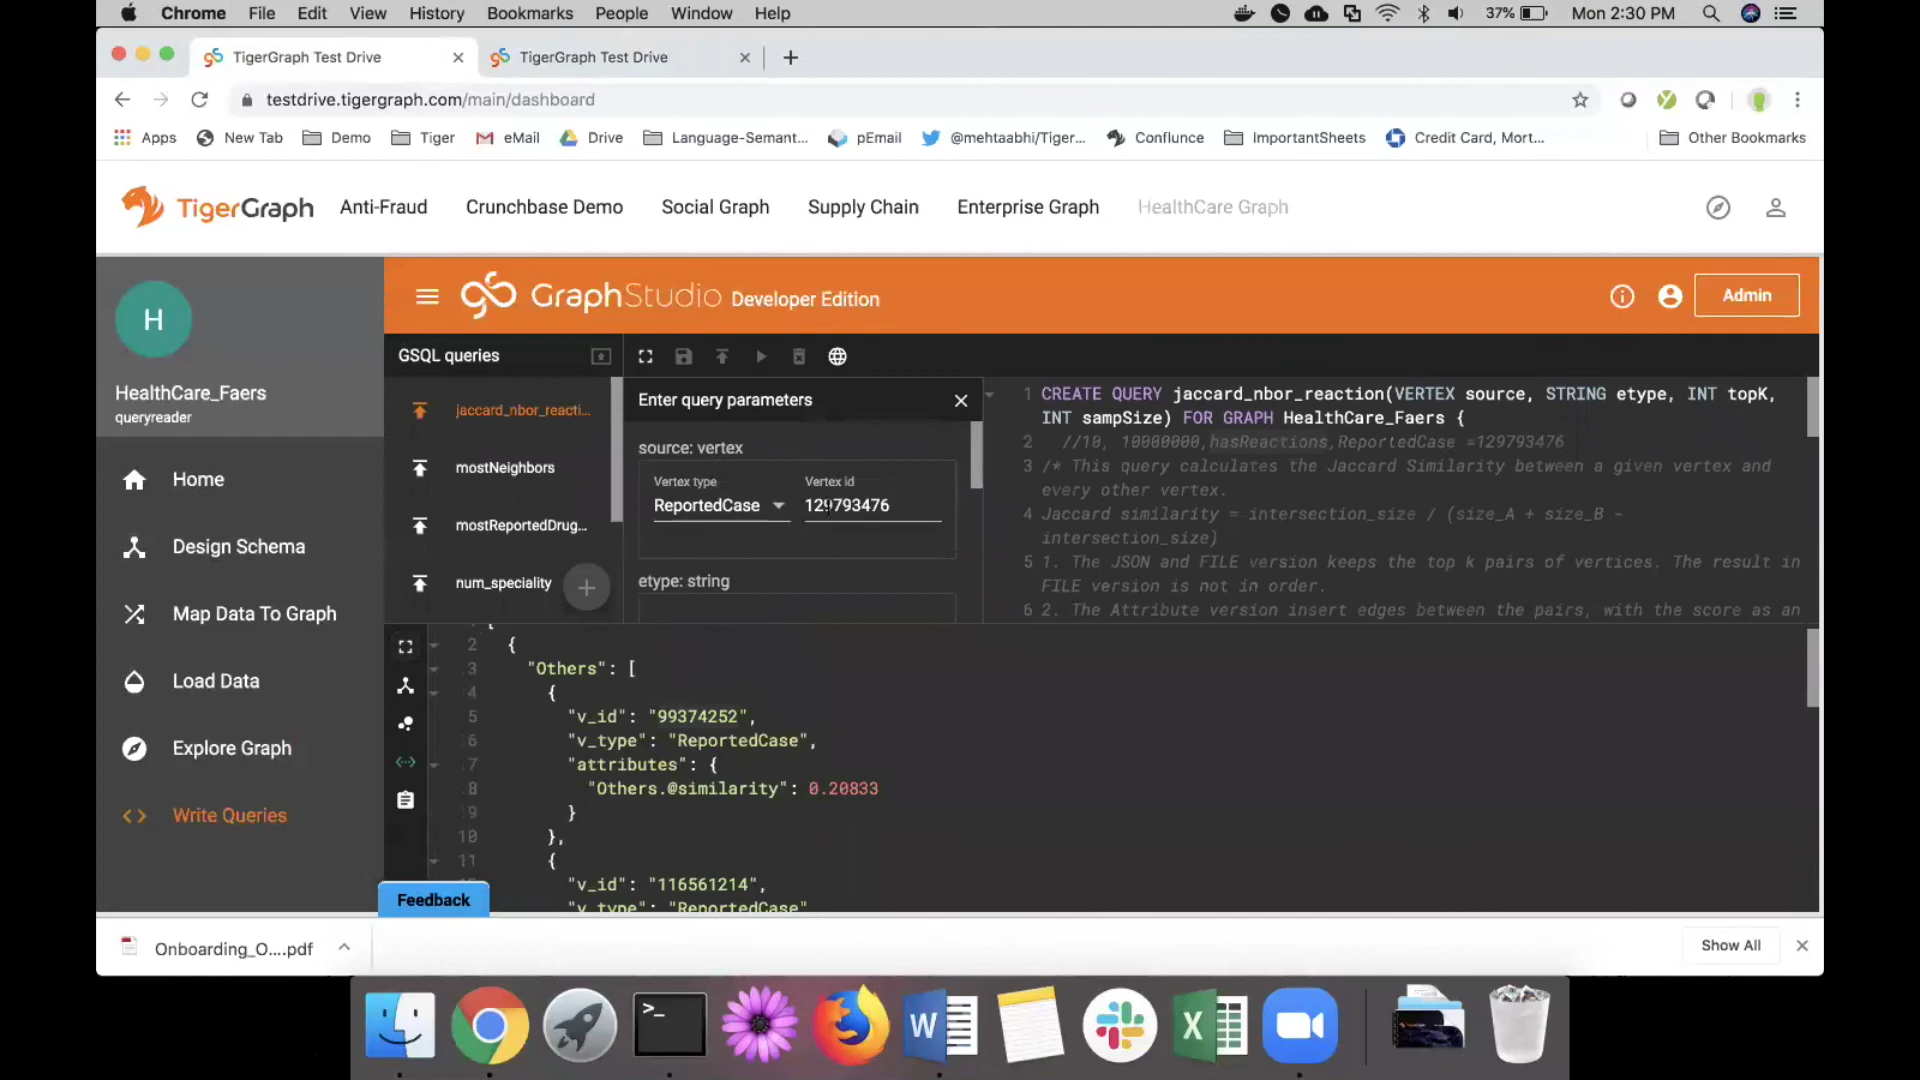 Chrome File Edit View History Bookmarks People Window Help 37% Mon 2:30 PM
TigerGraph Test Drive TigerGraph Test Drive
testdrive.tigergraph.com/main/dashboard
Apps New Tab Demo Tiger eMail Drive Language-Semant... pEmail @mehtaabhi/Tiger... Conflunce ImportantSheets Credit Card, Mort... Other Bookmarks
TigerGraph Anti-Fraud Crunchbase Demo Social Graph Supply Chain Enterprise Graph HealthCare Graph
H
HealthCare_Faers
queryreader
Home
Design Schema
Map Data To Graph
Load Data
Explore Graph
Write Queries
GraphStudio Developer Edition Admin
GSQL queries
jaccard_nbor_reacti...
mostNeighbors
mostReportedDrug...
num_speciality
Enter query parameters
source: vertex
Vertex type Vertex id
ReportedCase 129793476
etype: string
1 CREATE QUERY jaccard_nbor_reaction(VERTEX source, STRING etype, INT topK,
INT sampSize) FOR GRAPH HealthCare_Faers {
2 //10, 10000000,hasReactions,ReportedCase =129793476
3 /* This query calculates the Jaccard Similarity between a given vertex and
every other vertex.
4 Jaccard similarity = intersection_size / (size_A + size_B -
intersection_size)
5 1. The JSON and FILE version keeps the top k pairs of vertices. The result in
FILE version is not in order.
6 2. The Attribute version insert edges between the pairs, with the score as an
2 {
3 "Others": [
4 {
5 "v_id": "99374252",
6 "v_type": "ReportedCase",
7 "attributes": {
8 "Others.@similarity": 0.20833
9 }
10 },
11 {
"v_id": "116561214",
"v_type": "ReportedCase"
Feedback
Onboarding_O....pdf Show All
>_
W
X